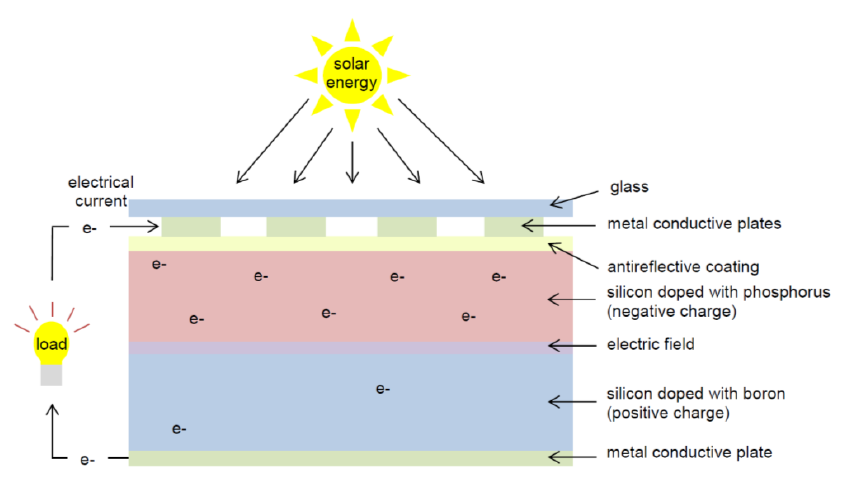 solar
energy
electrical
current
glass
e-
metal conductive plates
antireflective coating
e-
e-
e-
e-
silicon doped with phosphorus
(negative charge)
e-
e-
e-
load
electric field
e-
silicon doped with boron
(positive charge)
e-
metal conductive plate
e-